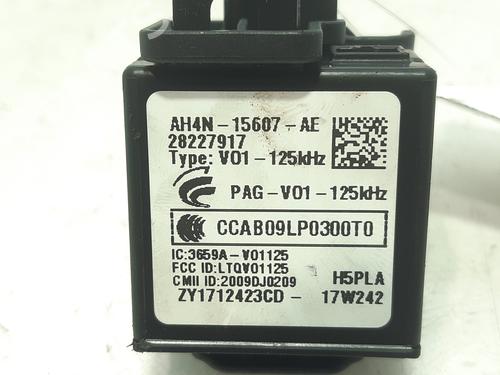 AH4N-15607-AE
28227917
Type: V01-125kHz
PAG-V01-125kHz
CCAB09LP0300T0
IC:3659A-V01125
FCC ID:LTQV01125
CMII ID:2009DJ0209
H5PLA
ZY1712423CD- 17W242